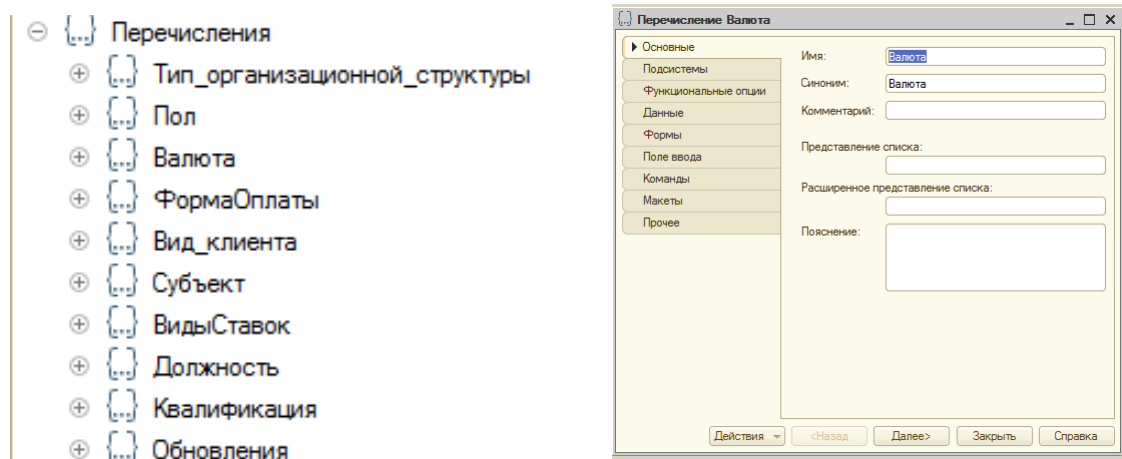 Перечисления
Тип_организационной_структуры
Пол
Валюта
ФормаОплаты
Вид_клиента
Субъект
ВидыСтавок
Должность
Квалификация
Обновления
Перечисление Валюта
Основные
Подсистемы
Функциональные опции
Данные
Формы
Поле ввода
Команды
Макеты
Прочее
Имя: Валюта
Синоним: Валюта
Комментарий:
Представление списка:
Расширенное представление списка:
Пояснение:
Действия <Назад Далее> Закрыть Справка